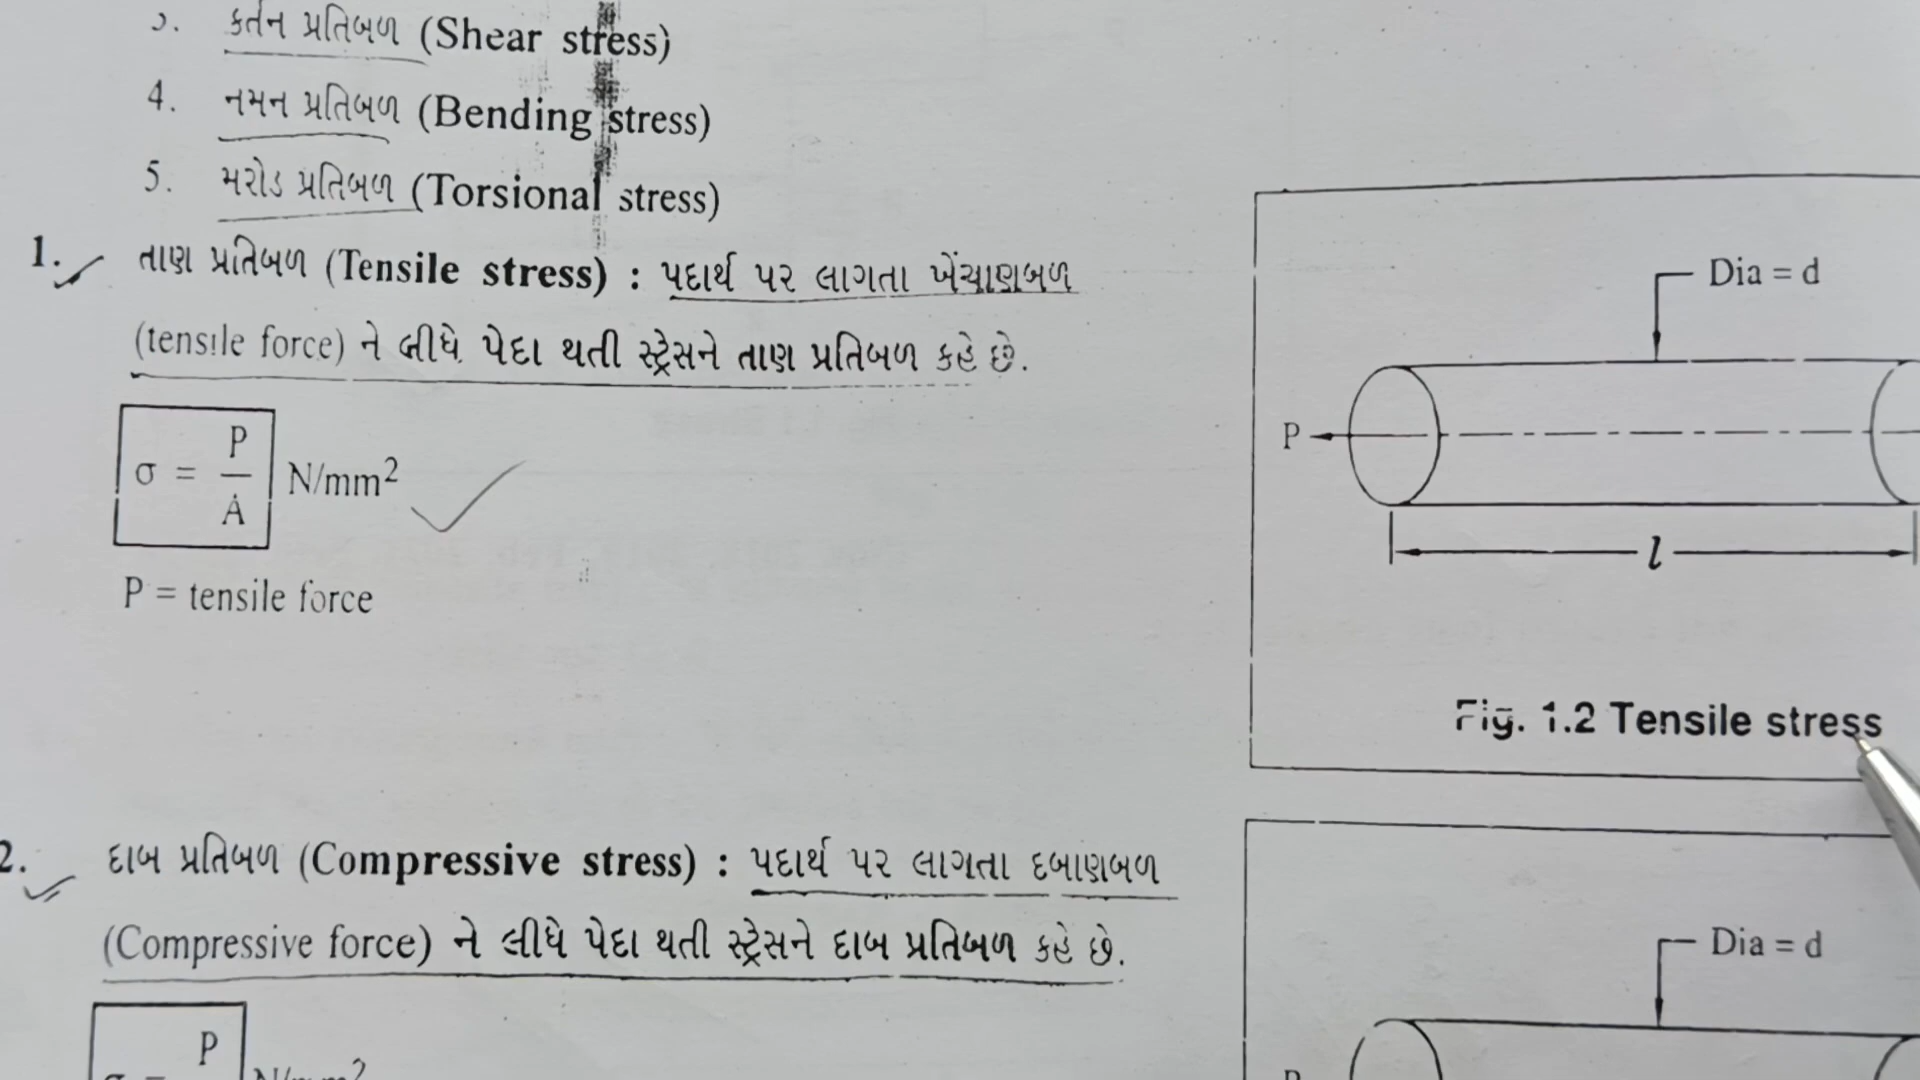 કર્તન પ્રતિબળ (Shear stress)
4. નમન પ્રતિબળ (Bending stress)
5. મરોડ પ્રતિબળ (Torsional stress)
1. તાણ પ્રતિબળ (Tensile stress) : પદાર્થ પર લાગતા ખેંચાણબળ
(tensile force) ને લીધે પેદા થતી સ્ટ્રેસને તાણ પ્રતિબળ કહે છે.
σ = P/A N/mm²
P = tensile force
Dia = d
P
l
Fig. 1.2 Tensile stress
2. દાબ પ્રતિબળ (Compressive stress) : પદાર્થ પર લાગતા દબાણબળ
(Compressive force) ને લીધે પેદા થતી સ્ટ્રેસને દાબ પ્રતિબળ કહે છે.
P
Dia = d